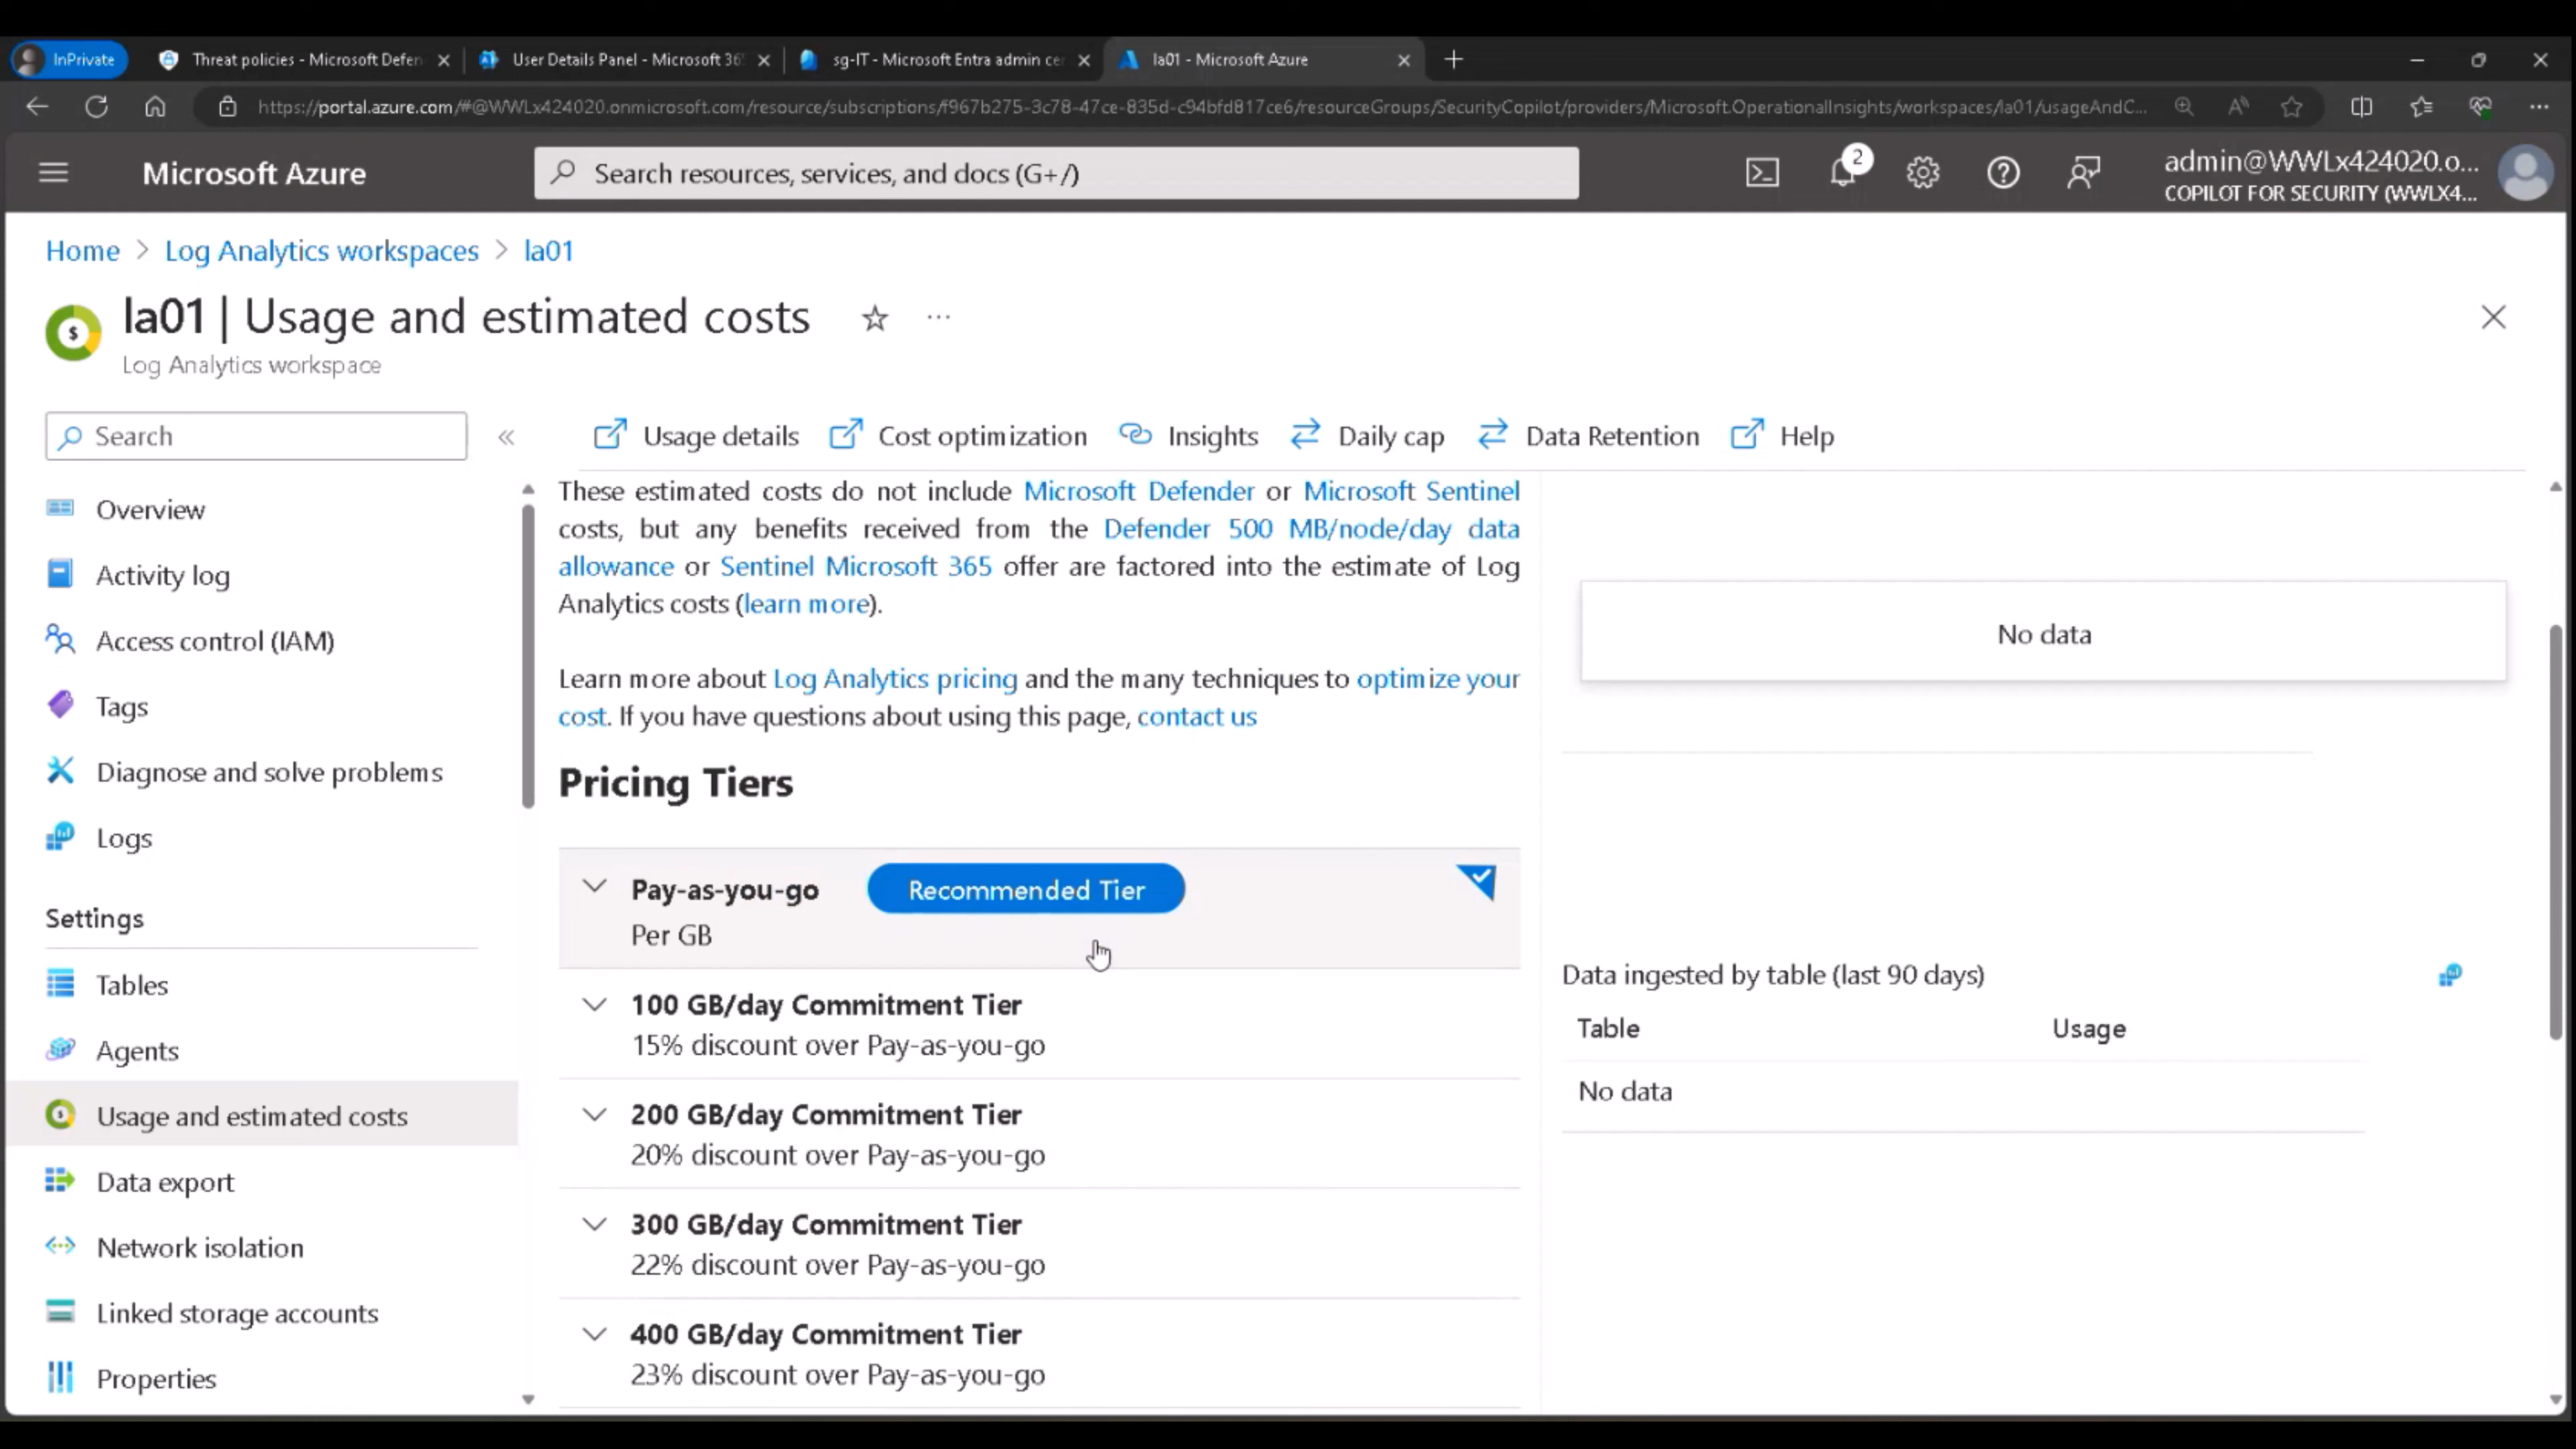 InPrivate
Threat policies - Microsoft Defen
User Details Panel - Microsoft 36
sg-IT - Microsoft Entra admin cen
la01 - Microsoft Azure
https://portal.azure.com/#@WWLx424020.onmicrosoft.com/resource/subscriptions/f967b275-3c78-47ce-835d-c94bfd817ce6/resourceGroups/SecurityCopilot/providers/Microsoft.OperationalInsights/workspaces/la01/usageAndC...
Microsoft Azure
Search resources, services, and docs (G+/)
2
admin@WWLx424020.o...
COPILOT FOR SECURITY (WWLX4...
Home > Log Analytics workspaces > la01
la01 | Usage and estimated costs
Log Analytics workspace
Search
Overview
Activity log
Access control (IAM)
Tags
Diagnose and solve problems
Logs
Settings
Tables
Agents
Usage and estimated costs
Data export
Network isolation
Linked storage accounts
Properties
Usage details
Cost optimization
Insights
Daily cap
Data Retention
Help
These estimated costs do not include Microsoft Defender or Microsoft Sentinel
costs, but any benefits received from the Defender 500 MB/node/day data
allowance or Sentinel Microsoft 365 offer are factored into the estimate of Log
Analytics costs (learn more).
Learn more about Log Analytics pricing and the many techniques to optimize your
cost. If you have questions about using this page, contact us
Pricing Tiers
Pay-as-you-go
Recommended Tier
Per GB
100 GB/day Commitment Tier
15% discount over Pay-as-you-go
200 GB/day Commitment Tier
20% discount over Pay-as-you-go
300 GB/day Commitment Tier
22% discount over Pay-as-you-go
400 GB/day Commitment Tier
23% discount over Pay-as-you-go
No data
Data ingested by table (last 90 days)
Table Usage
No data